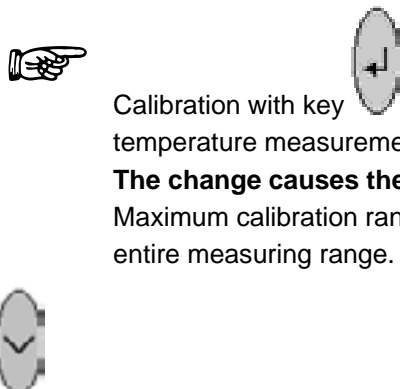 Calibration with key
temperature measureme
The change causes the
Maximum calibration ran
entire measuring range.